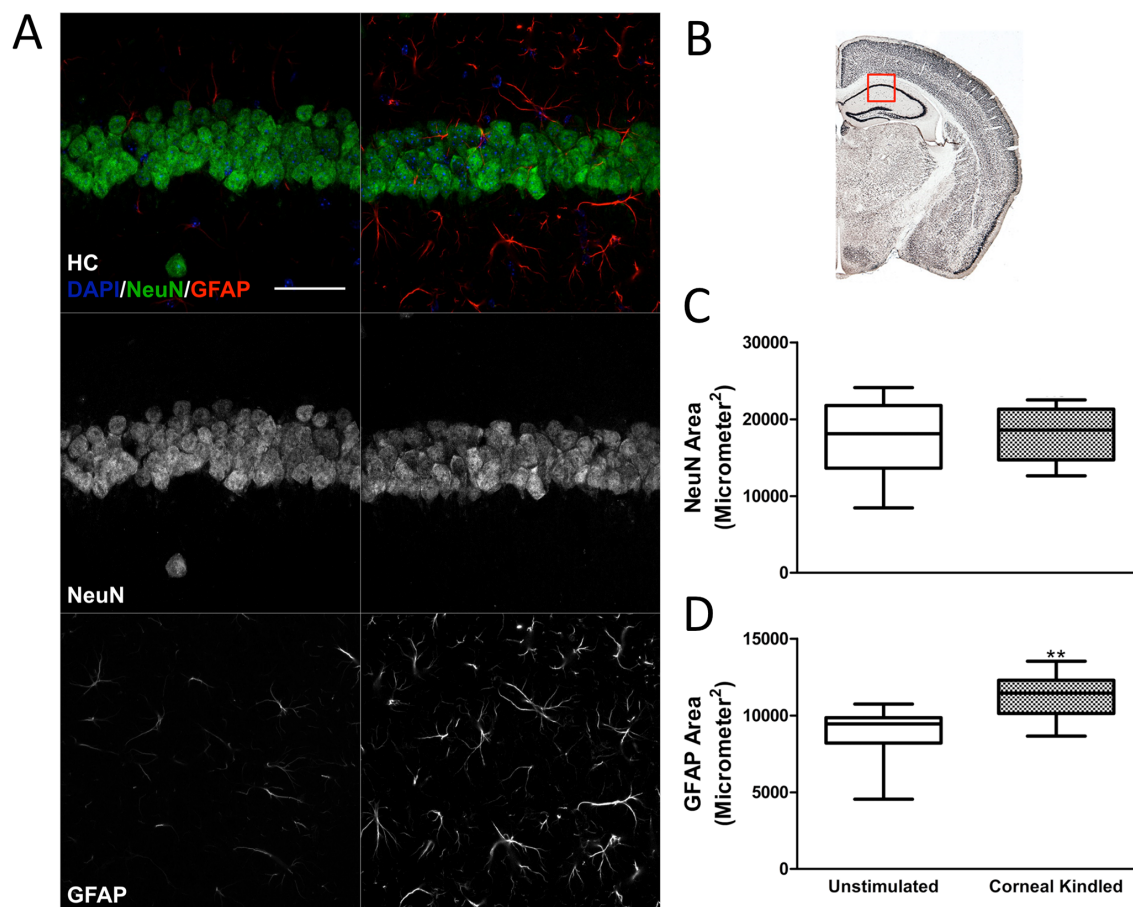 A
HC
DAPI/NeuN/GFAP
NeuN
GFAP
B
C
30000
20000
10000
0
NeuN Area
(Micrometer²)
D
**
15000
10000
5000
0
GFAP Area
(Micrometer²)
Unstimulated
Corneal Kindled